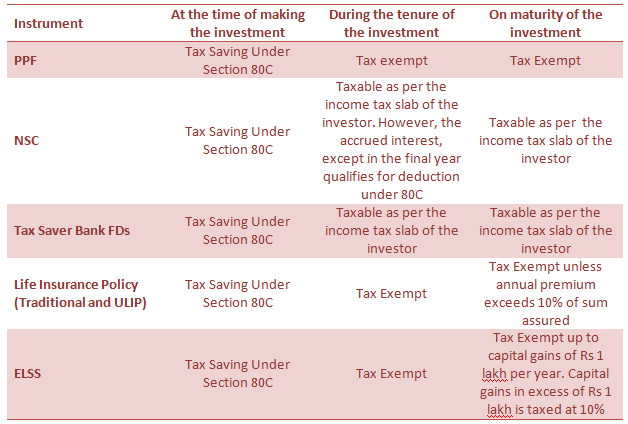 Instrument
At the time of making
the investment
During the tenure of
the investment
On maturity of the
investment
PPF
Tax Saving Under
Section 80C
Tax exempt
Tax Exempt
NSC
Tax Saving Under
Section 80C
Taxable as per the
income tax slab of the
investor. However, the
accrued interest,
except in the final year
qualifies for deduction
under 80C
Taxable as per  the
income tax slab of the
investor
Tax Saver Bank FDs
Tax Saving Under
Section 80C
Taxable as per the
income tax slab of the
investor
Taxable as per the
income tax slab of the
investor
Life Insurance Policy
(Traditional and ULIP)
Tax Saving Under
Section 80C
Tax Exempt
Tax Exempt unless
annual premium
exceeds 10% of sum
assured
ELSS
Tax Saving Under
Section 80C
Tax Exempt
Tax Exempt up to
capital gains of Rs 1
lakh per year. Capital
gains in excess of Rs 1
lakh is taxed at 10%